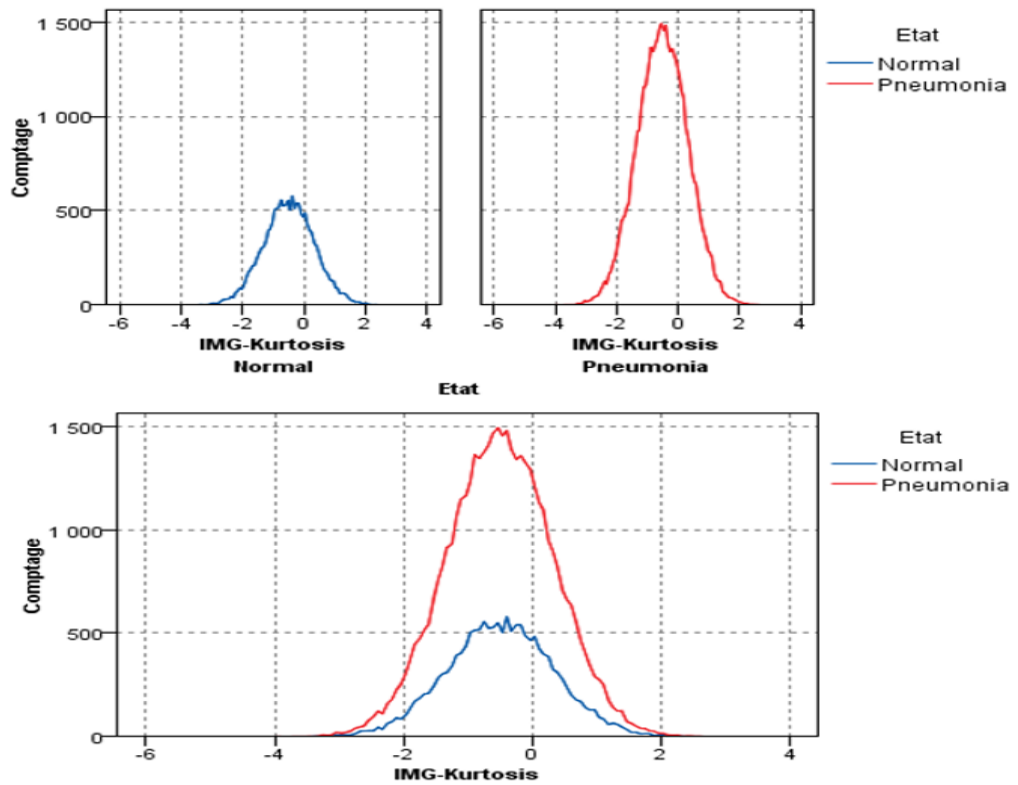 1 500
1 000
500
0
Comptage
-6 -4 -2 0 2 4
IMG-Kurtosis
Normal
-6 -4 -2 0 2 4
IMG-Kurtosis
Pneumonia
Etat
Etat
Normal
Pneumonia
1 500
1 000
500
0
Comptage
-6 -4 -2 0 2 4
IMG-Kurtosis
Etat
Normal
Pneumonia